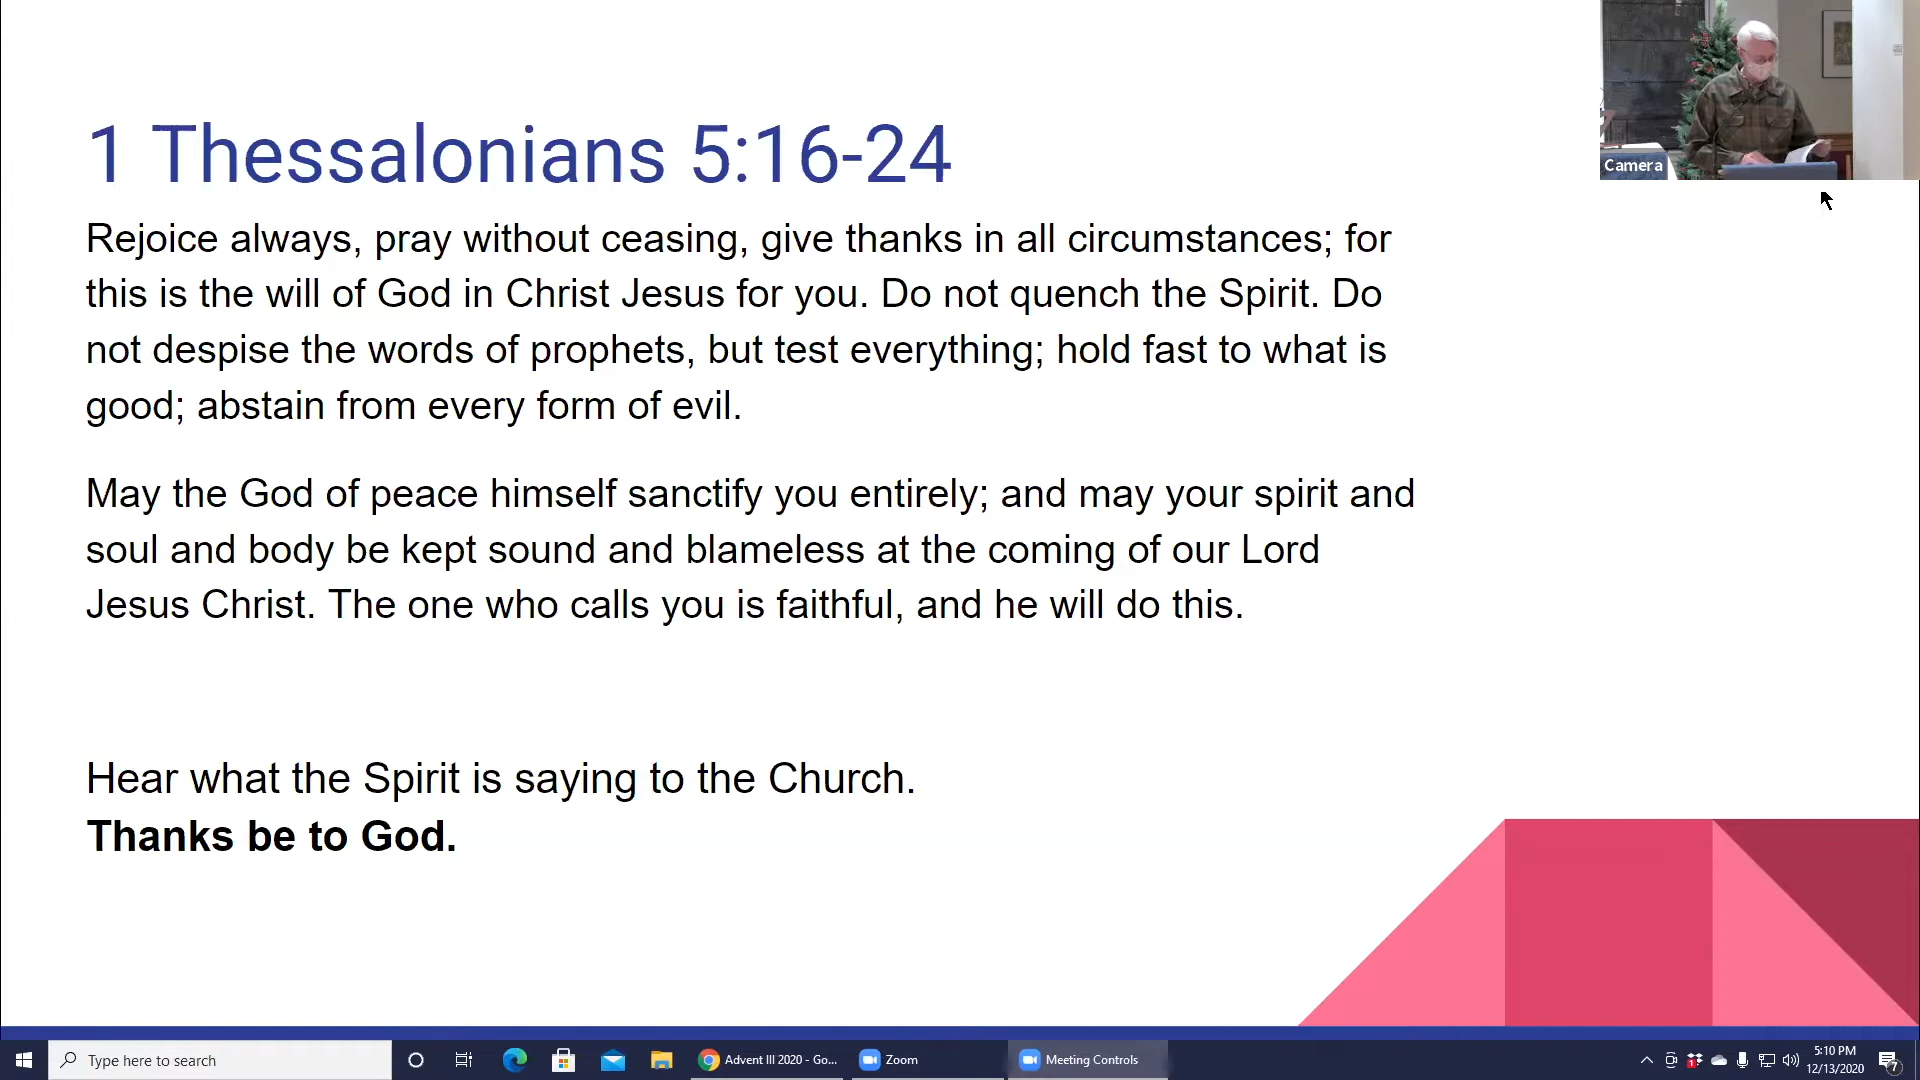 Camera
1 Thessalonians 5:16-24
Rejoice always, pray without ceasing, give thanks in all circumstances; for
this is the will of God in Christ Jesus for you. Do not quench the Spirit. Do
not despise the words of prophets, but test everything; hold fast to what is
good; abstain from every form of evil.
May the God of peace himself sanctify you entirely; and may your spirit and
soul and body be kept sound and blameless at the coming of our Lord
Jesus Christ. The one who calls you is faithful, and he will do this.
Hear what the Spirit is saying to the Church.
Thanks be to God.
Type here to search
Advent III 2020 - Go...
Zoom
Meeting Controls
1
5:10 PM
12/13/2020
7